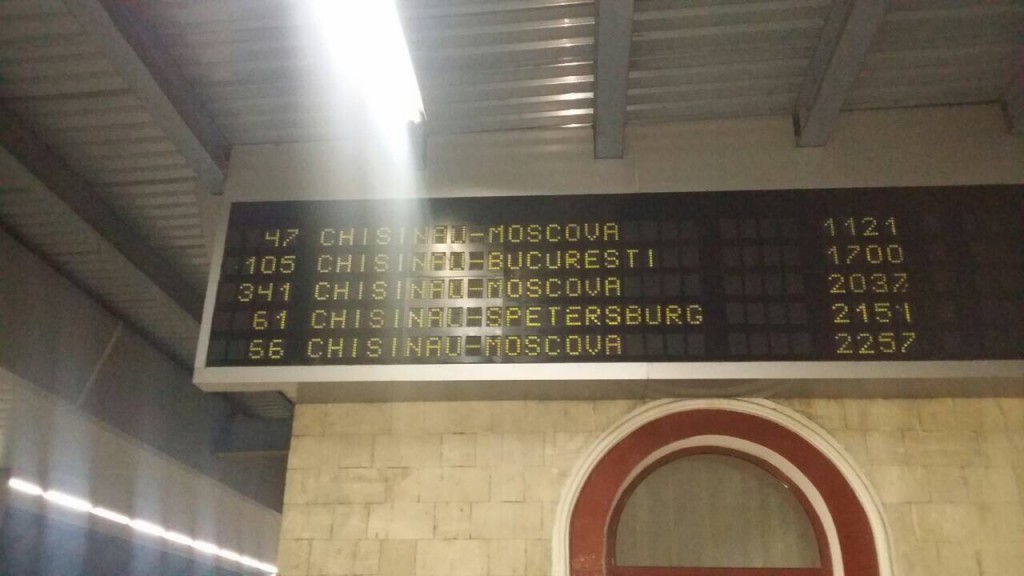 47 CHISINAU-MOSCOVA 1121
105 CHISINAU-BUCURESTI 1700
341 CHISINAU-MOSCOVA 2037
61 CHISINAU-SPETERSBURG 2151
66 CHISINAU-MOSCOVA 2257